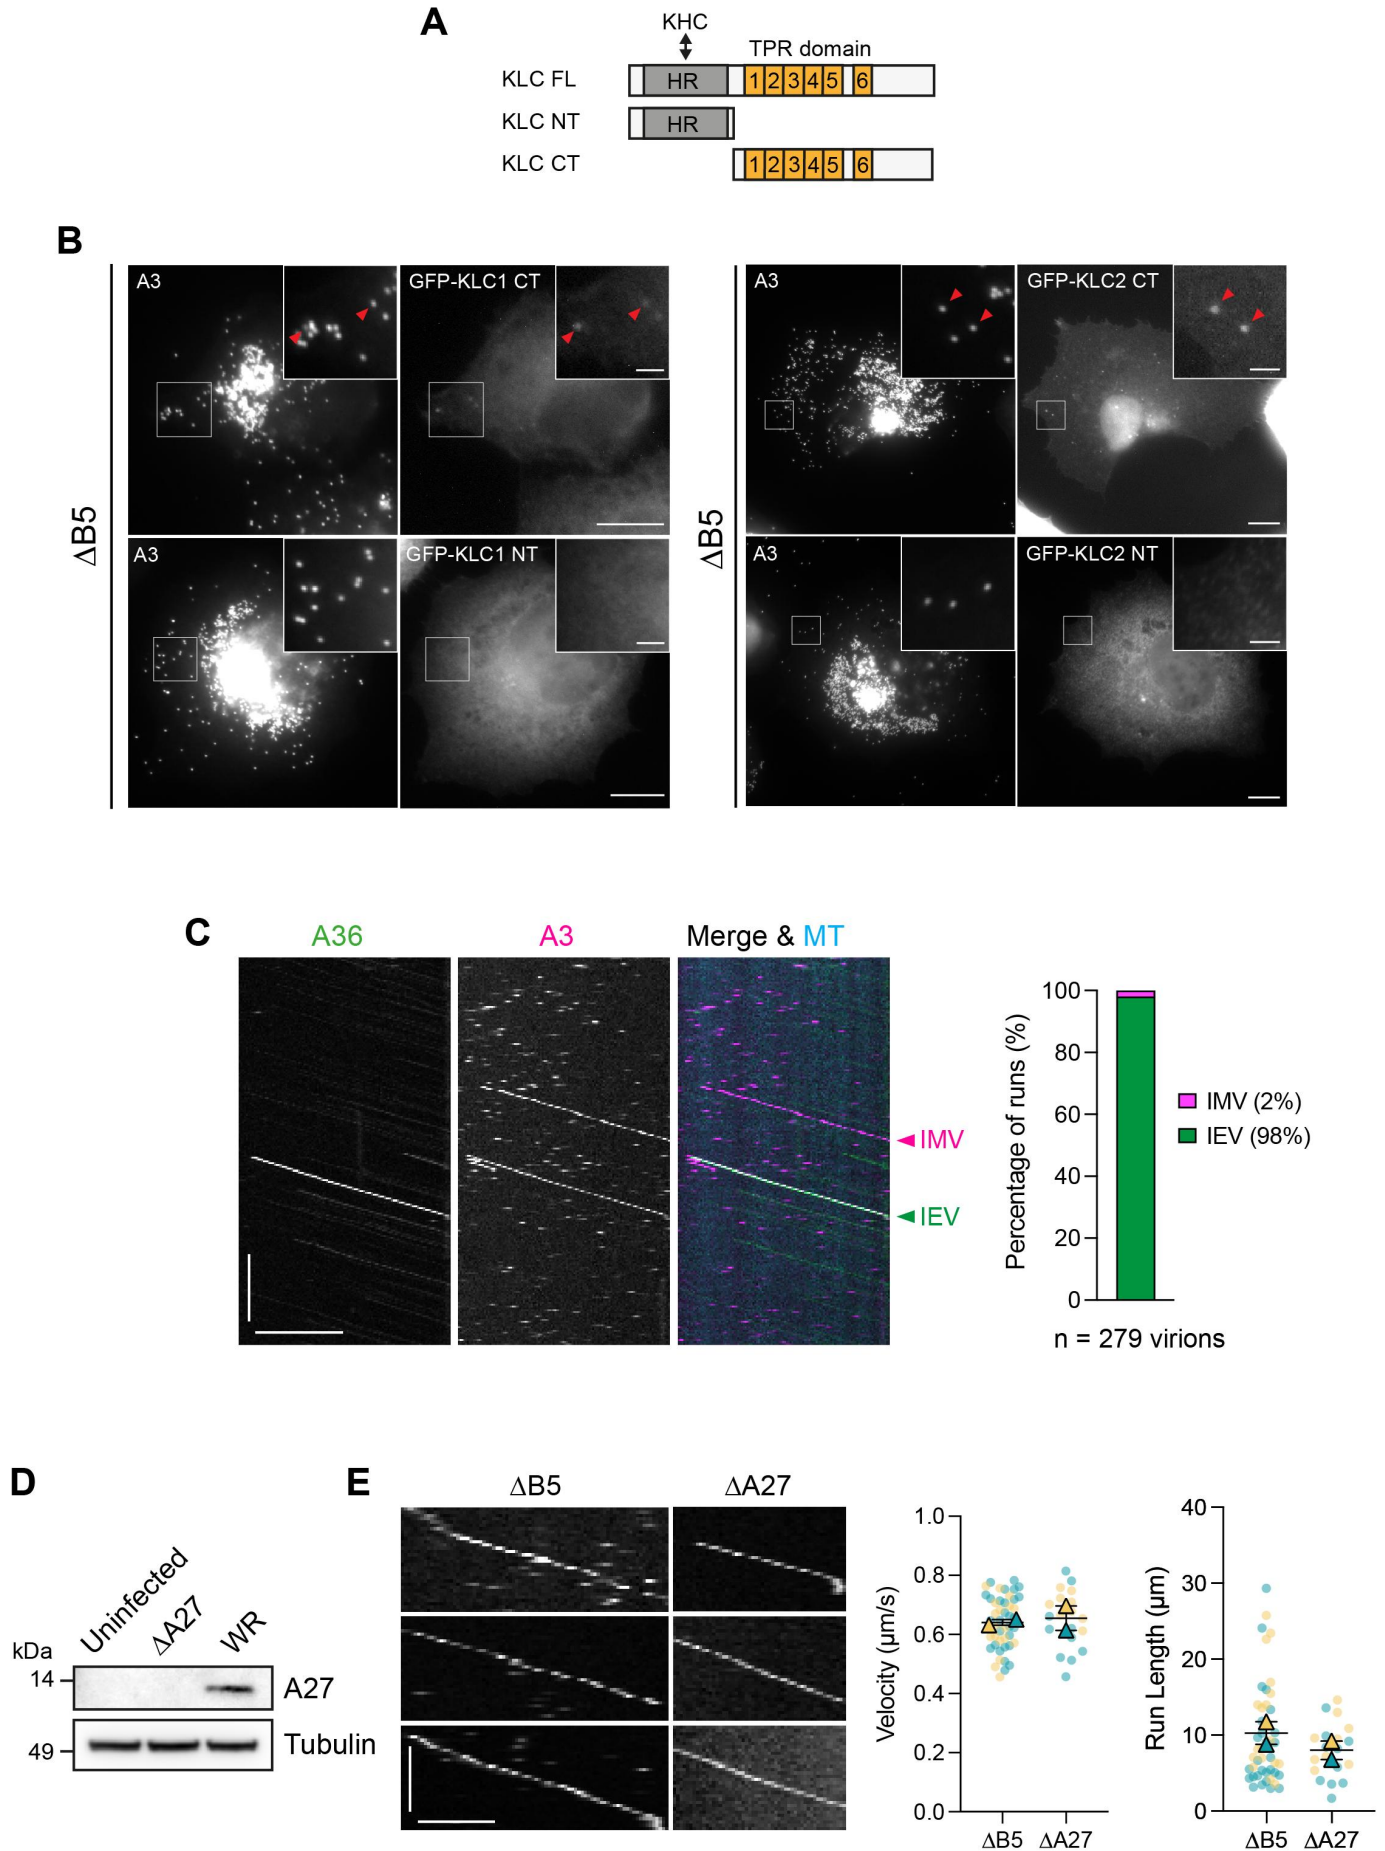 A
KHC
TPR domain
KLC FL
HR
1 2 3 4 5 6
KLC NT
HR
KLC CT
1 2 3 4 5 6
B
ΔB5
A3
GFP-KLC1 CT
A3
GFP-KLC1 NT
ΔB5
A3
GFP-KLC2 CT
A3
GFP-KLC2 NT
C
A36
A3
Merge & MT
IMV
IEV
Percentage of runs (%)
100
80
60
40
20
0
IMV (2%)
IEV (98%)
n = 279 virions
D
kDa
Uninfected
ΔA27
WR
14
A27
49
Tubulin
E
ΔB5
ΔA27
Velocity (μm/s)
1.0
0.8
0.6
0.4
0.2
0.0
ΔB5
ΔA27
Run Length (μm)
40
30
20
10
0
ΔB5
ΔA27